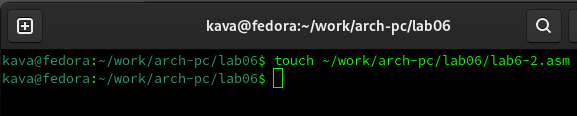 kava@fedora:~/work/arch-pc/lab06
kava@fedora:~/work/arch-pc/lab06$ touch ~/work/arch-pc/lab06/lab6-2.asm
kava@fedora:~/work/arch-pc/lab06$